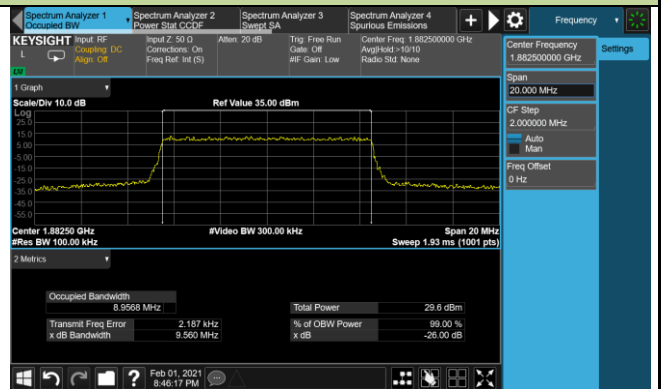 Spectrum Analyzer 1
Occupied BW
Spectrum Analyzer 2
Power Stat CCDF
Spectrum Analyzer 3
Swept SA
Spectrum Analyzer 4
Spurious Emissions
Frequency
KEYSIGHT
L
Input: RF
Coupling: DC
Align: Off
Input Z: 50 Ω
Corrections: On
Freq Ref: Int (S)
Atten: 20 dB
Trig: Free Run
Gate: Off
#IF Gain: Low
Center Freq: 1.882500000 GHz
Avg|Hold:>10/10
Radio Std: None
Center Frequency
1.882500000 GHz
Settings
Span
20.000 MHz
CF Step
2.000000 MHz
Auto
Man
Freq Offset
0 Hz
1 Graph
Scale/Div 10.0 dB
Ref Value 35.00 dBm
Log
25.0
15.0
5.00
-5.00
-15.0
-25.0
-35.0
-45.0
-55.0
Center 1.88250 GHz
#Video BW 300.00 kHz
Span 20 MHz
#Res BW 100.00 kHz
Sweep 1.93 ms (1001 pts)
2 Metrics
Occupied Bandwidth
8.9568 MHz
Total Power
29.6 dBm
Transmit Freq Error
2.187 kHz
% of OBW Power
99.00 %
x dB Bandwidth
9.560 MHz
x dB
-26.00 dB
?
Feb 01, 2021
8:46:17 PM